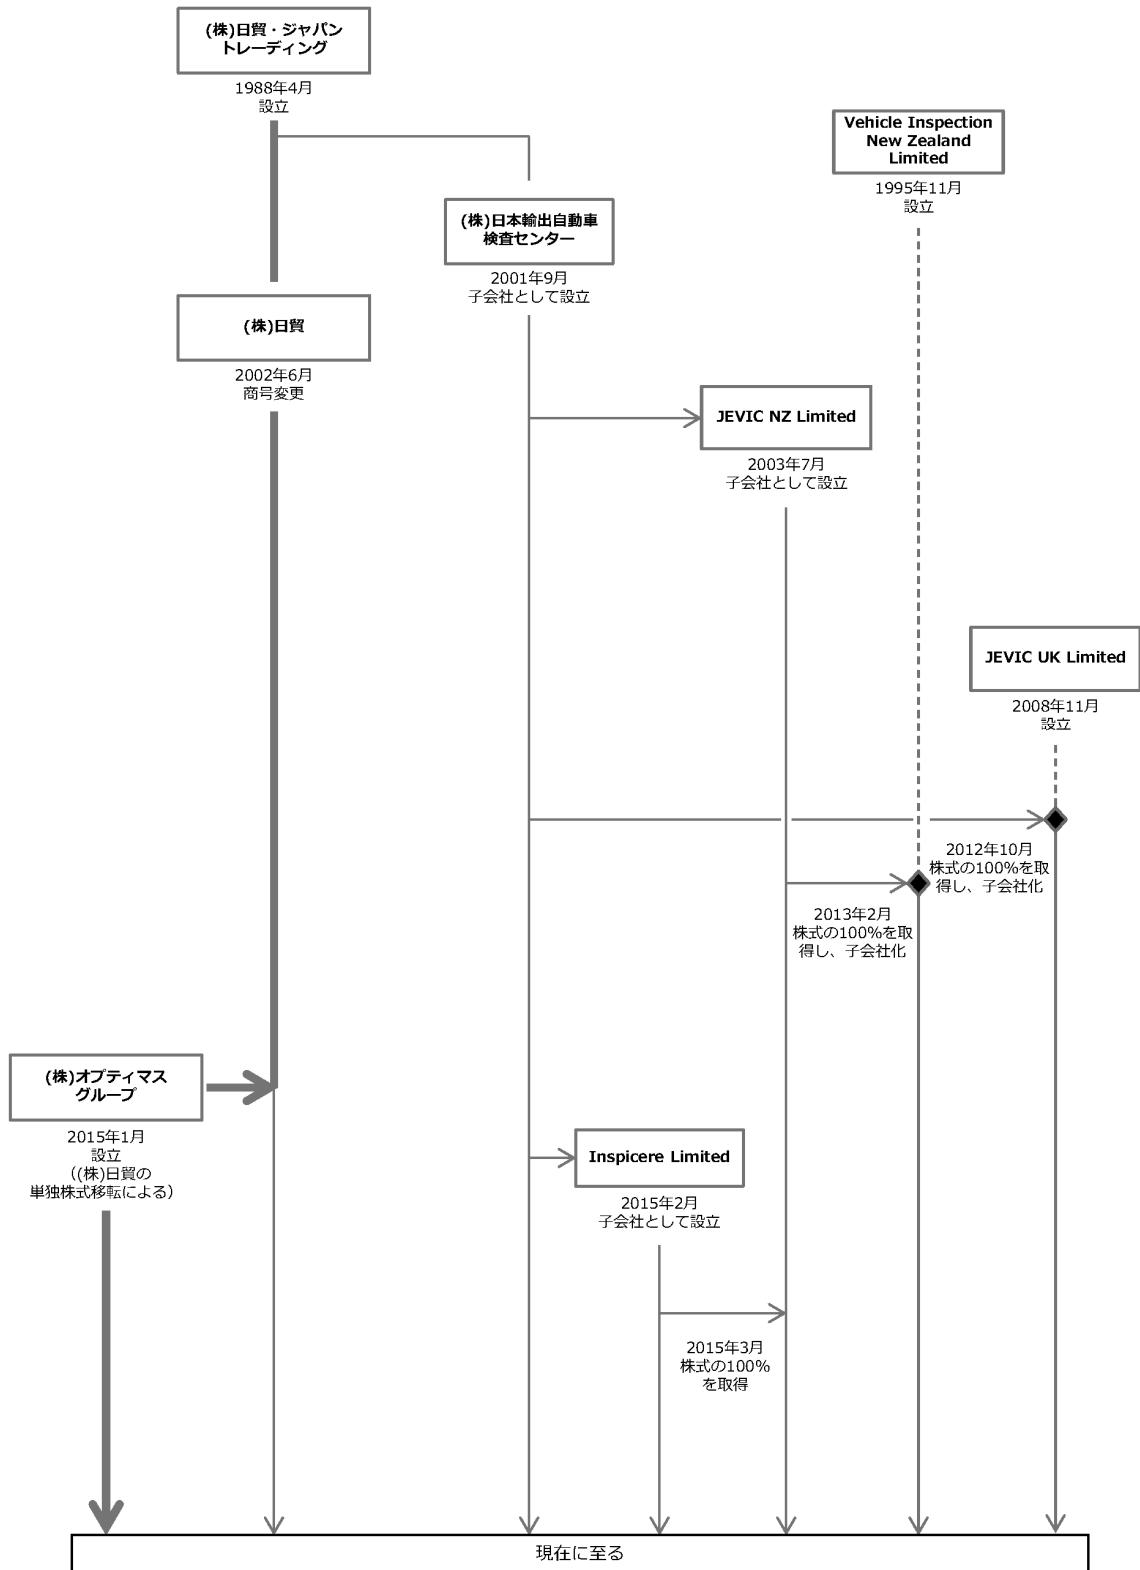 (株)日貿・ジャパン
トレーディング
1988年4月
設立
Vehicle Inspection
New Zealand
Limited
1995年11月
設立
(株)日本輸出自動車
検査センター
2001年9月
子会社として設立
(株)日貿
2002年6月
商号変更
JEVIC NZ Limited
2003年7月
子会社として設立
JEVIC UK Limited
2008年11月
設立
2012年10月
株式の100%を取
得し、子会社化
2013年2月
株式の100%を取
得し、子会社化
(株)オプティマス
グループ
2015年1月
設立
((株)日貿の
単独株式移転による)
Inspicere Limited
2015年2月
子会社として設立
2015年3月
株式の100%
を取得
現在に至る